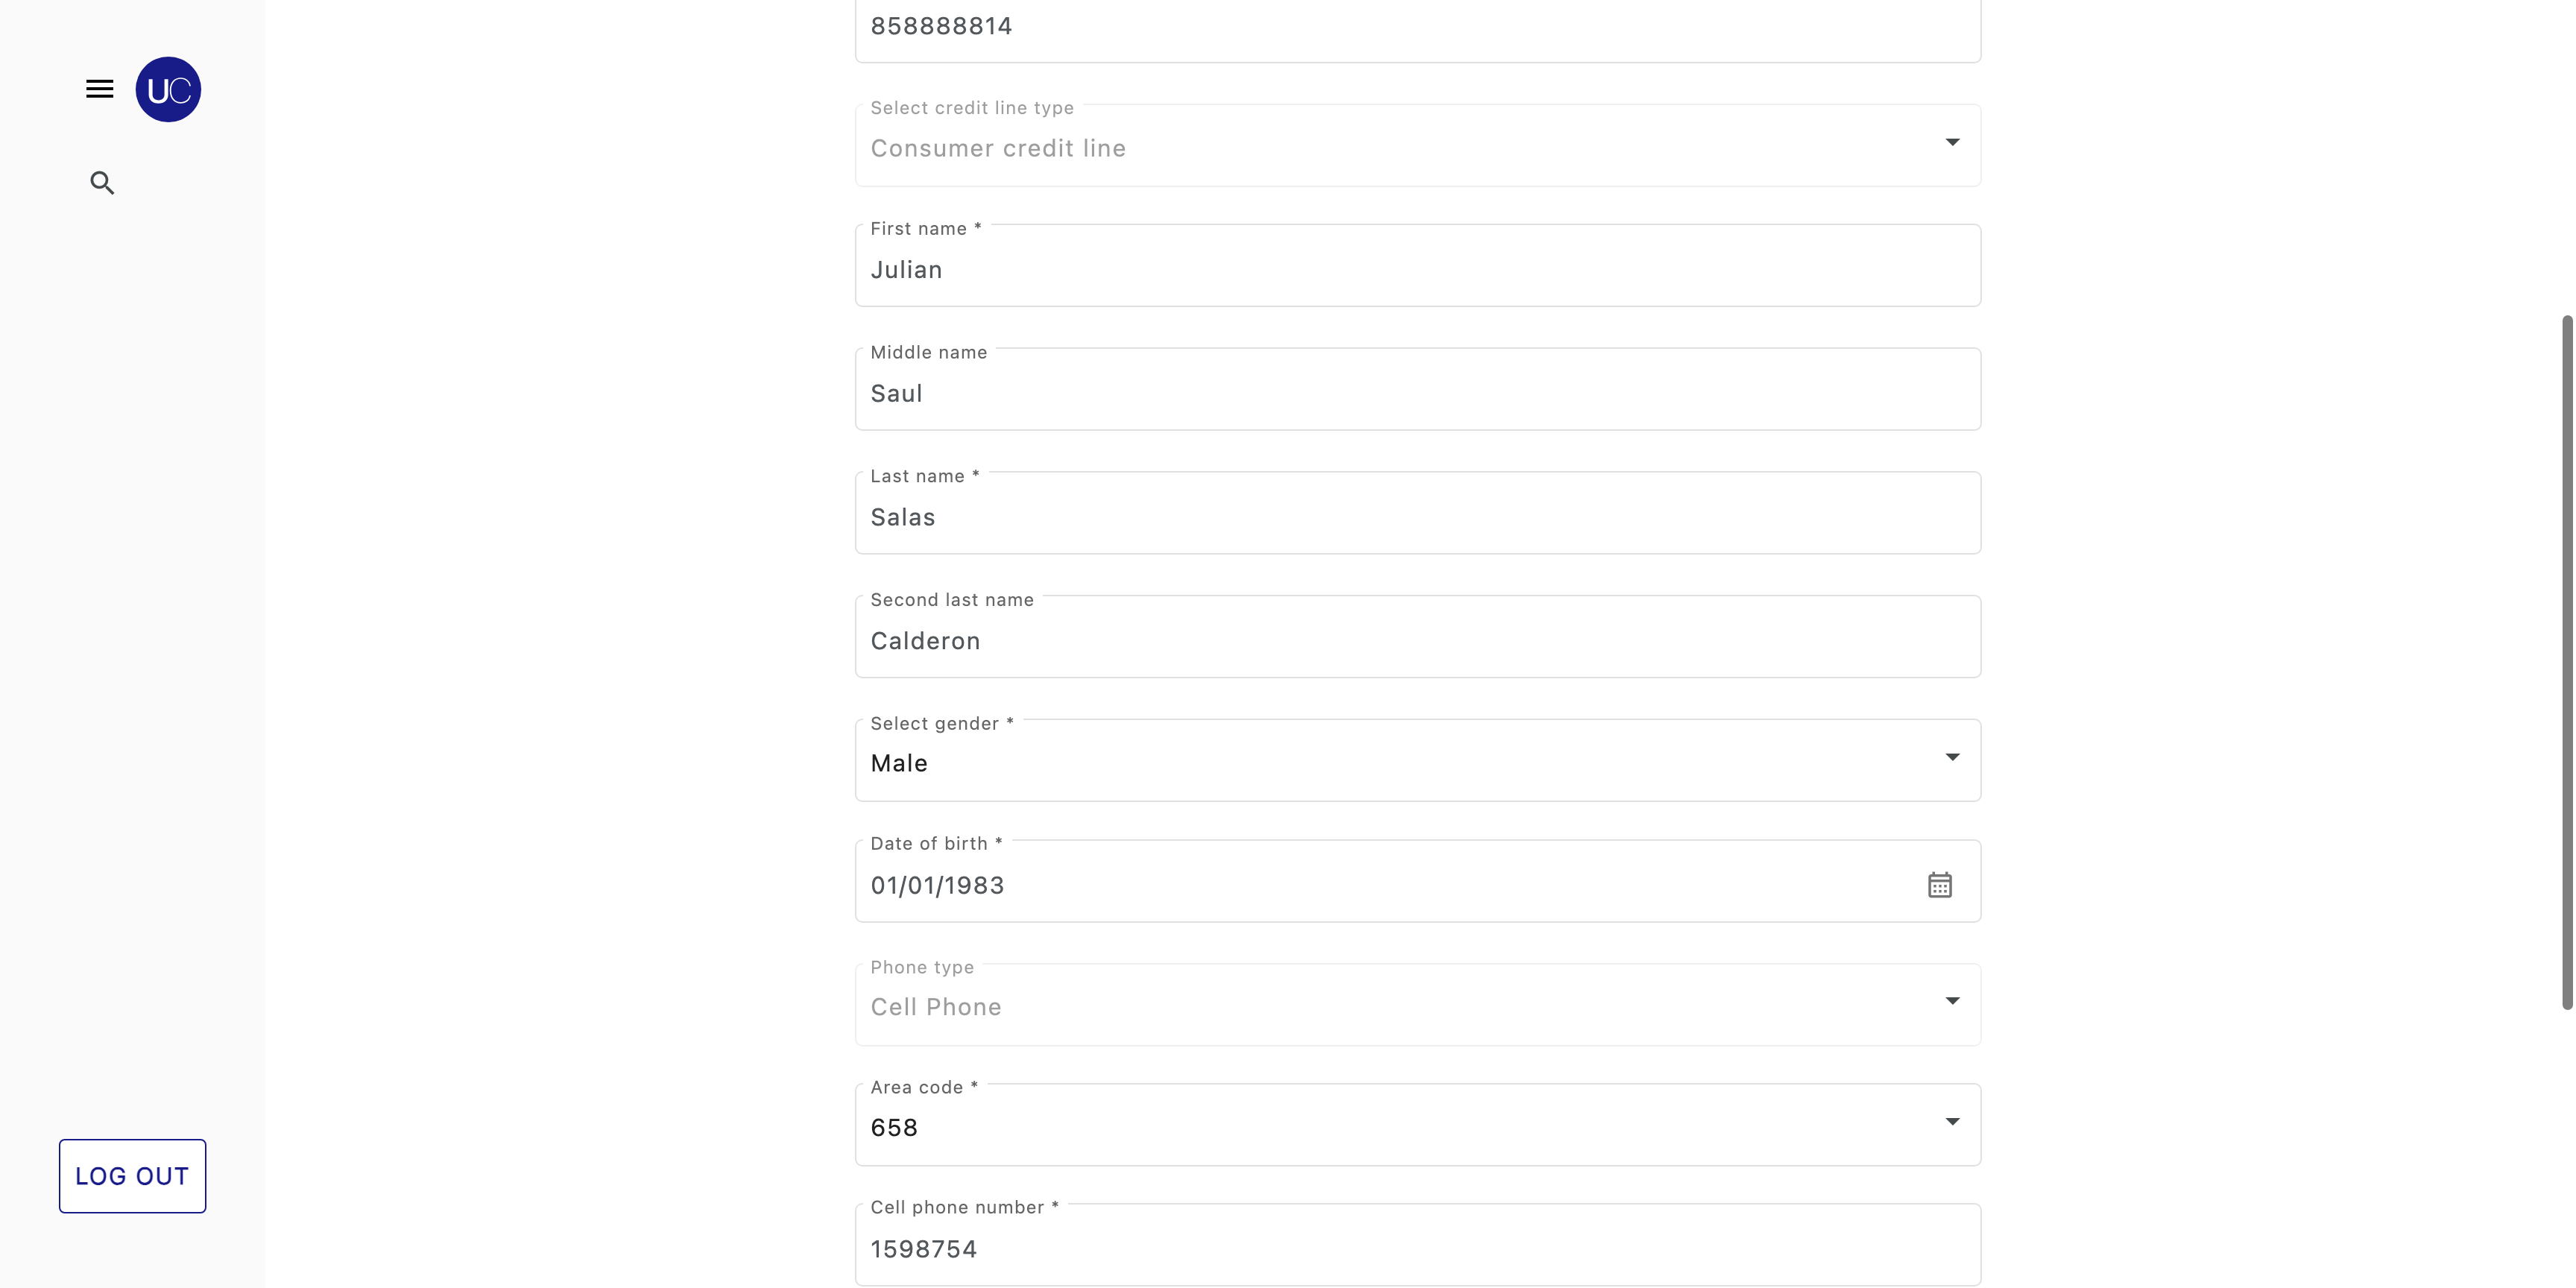 UC
LOG OUT
858888814
Select credit line type
Consumer credit line
First name *
Julian
Middle name
Saul
Last name *
Salas
Second last name
Calderon
Select gender *
Male
Date of birth *
01/01/1983
Phone type
Cell Phone
Area code *
658
Cell phone number *
1598754